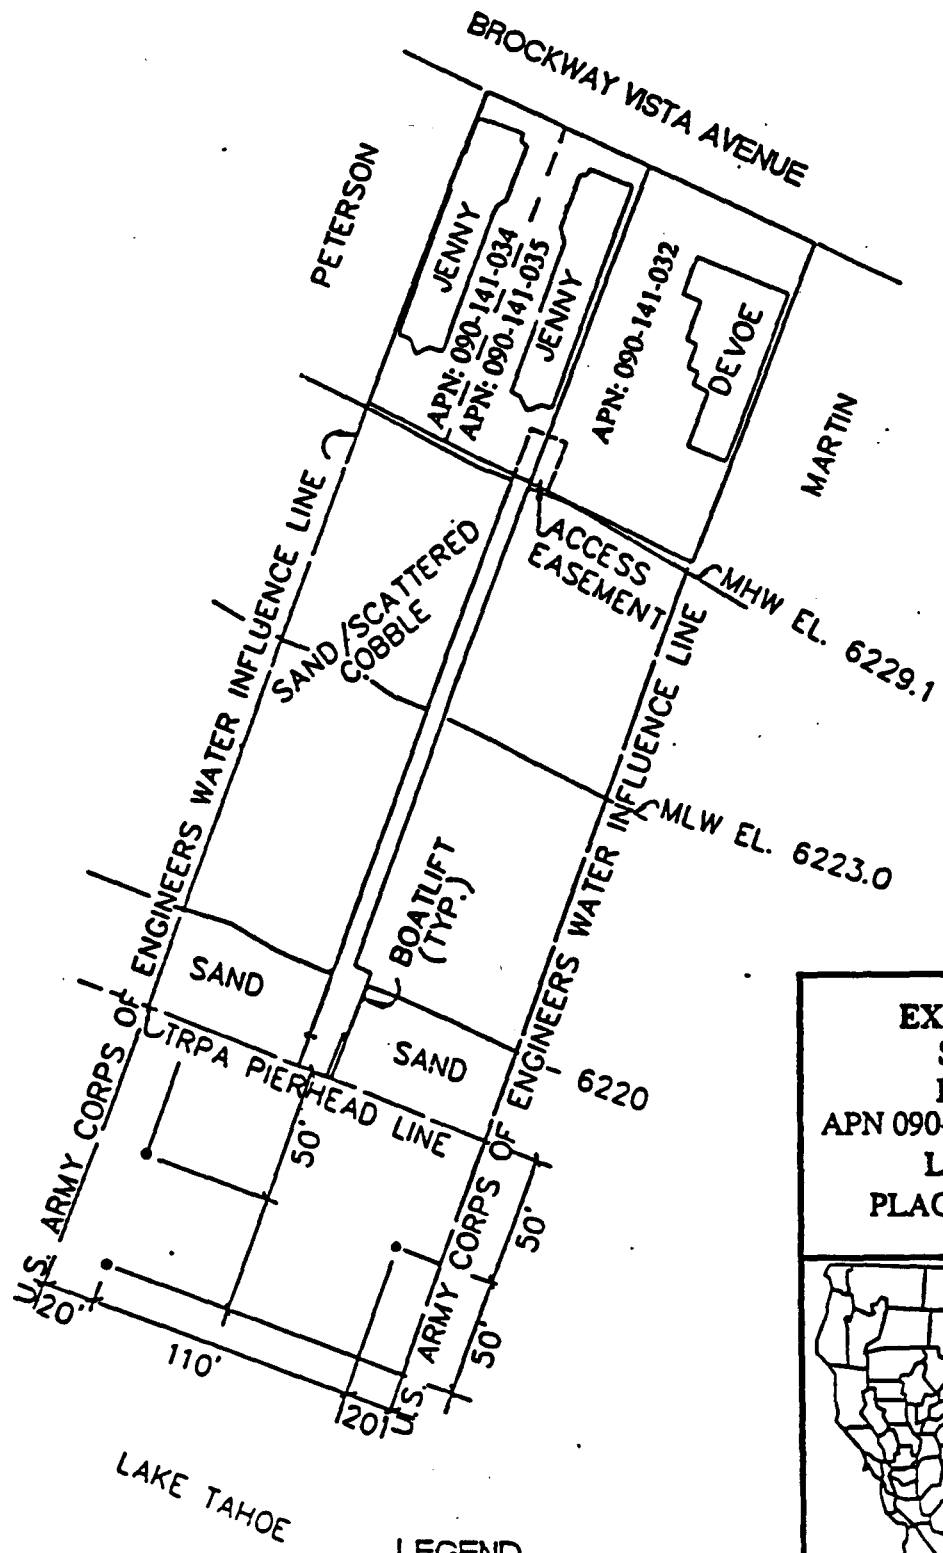 BROCKWAY VISTA AVENUE
PETERSON
JENNY
APN: 090-141-034
APN: 090-141-035
JENNY
APN: 090-141-032
DEVOE
MARTIN
ACCESS
EASEMENT
MHW EL. 6229.1
SAND/SCATTERED
COBBLE
U.S. ARMY CORPS OF ENGINEERS WATER INFLUENCE LINE
U.S. ARMY CORPS OF ENGINEERS WATER INFLUENCE LINE
MLW EL. 6223.0
BOATLIFT
(TYP.)
SAND
SAND
6220
TRPA PIERHEAD LINE
50'
50'
50'
20'
110'
20'
LAKE TAHOE
LEGEND
APN 090-